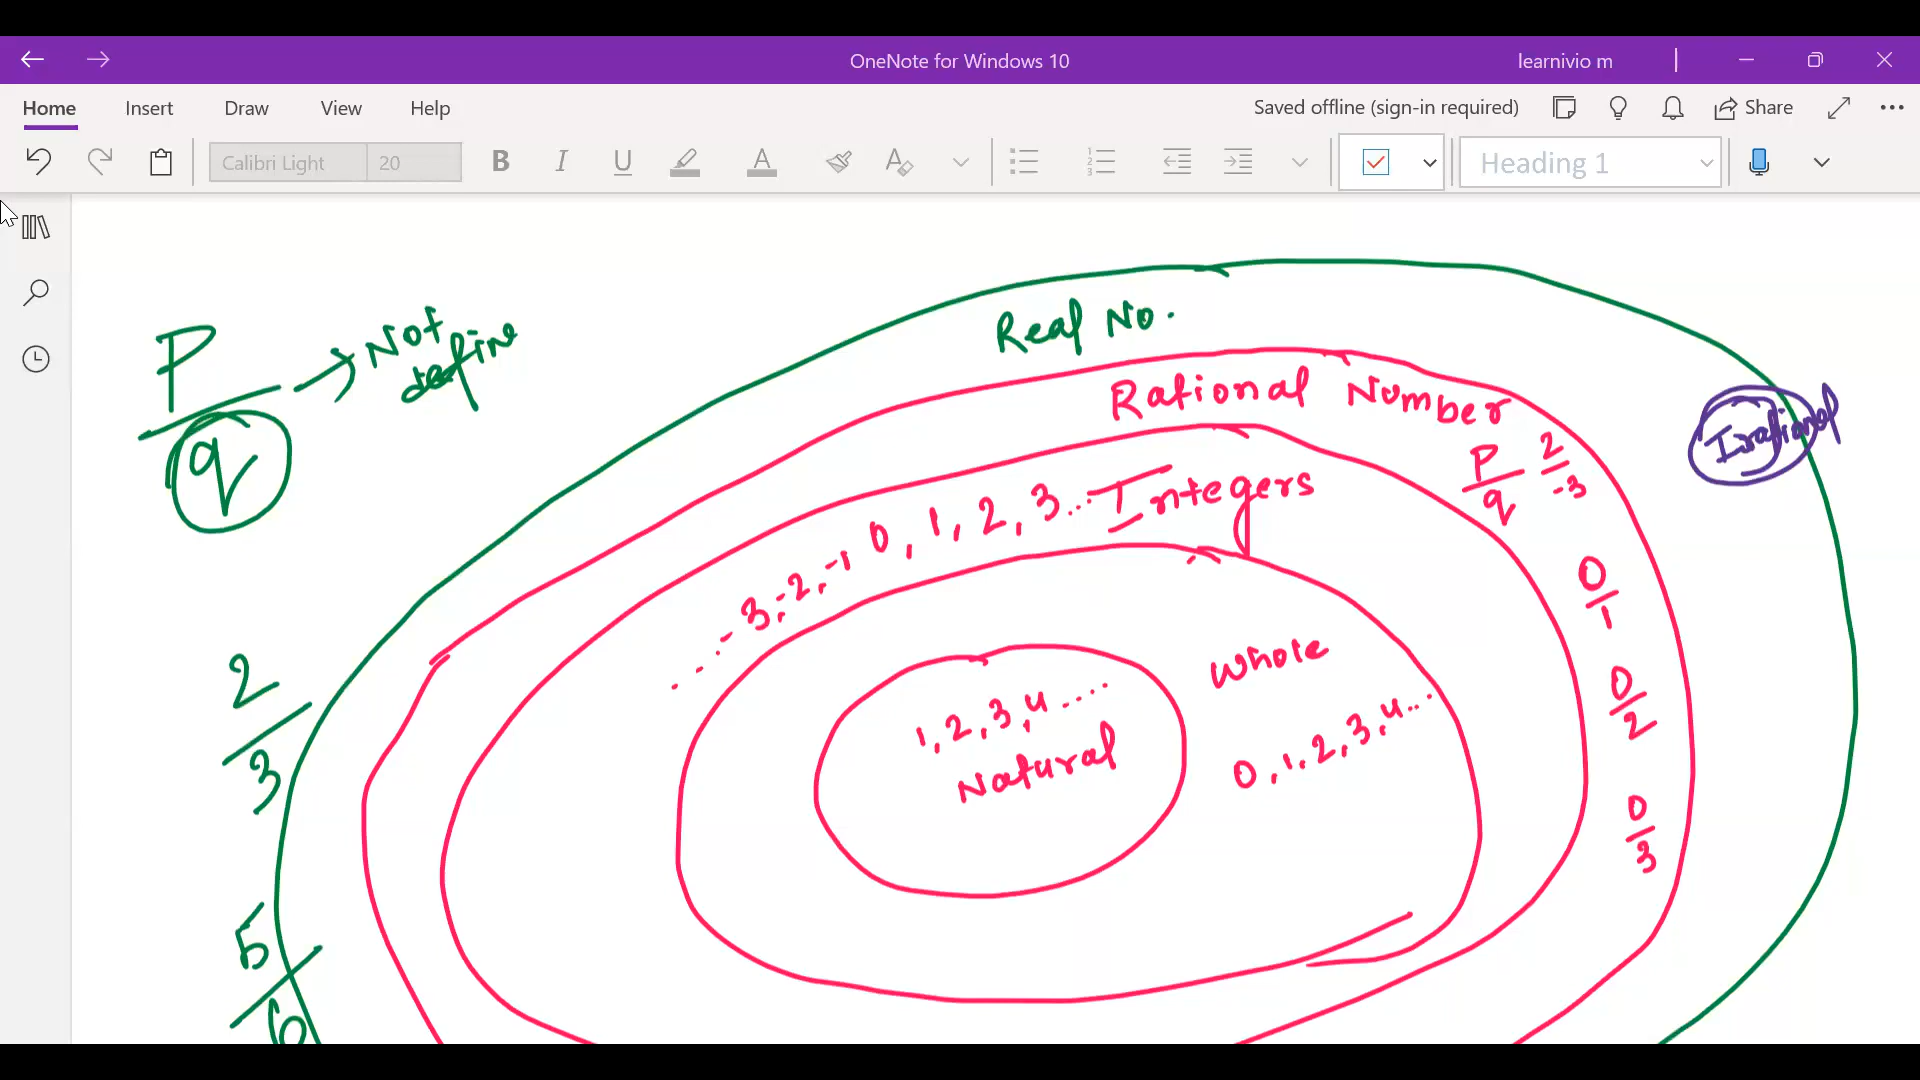 OneNote for Windows 10
learnivio m
Home
Insert
Draw
View
Help
Saved offline (sign-in required)
Share
Calibri Light
20
B
I
U
A
Heading 1
Real No.
P
q
Not
define
Rational Number
Irational
P
q
2
-3
... -3, -2, -1, 0, 1, 2, 3... Integers
0
1
Whole
2
3
1, 2, 3, 4 ....
0, 1, 2, 3, 4...
0
2
Natural
0
3
5
6